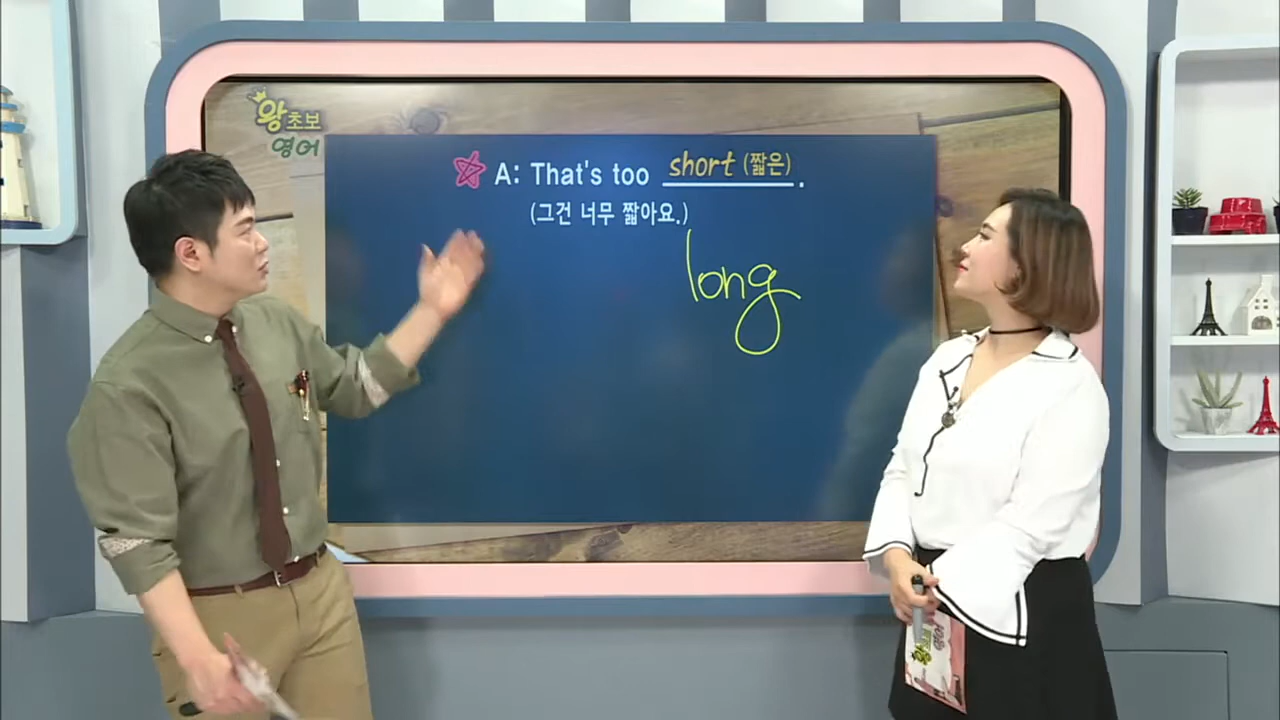 왕초보
영어
A: That's too short (짧은).
(그건 너무 짧아요.)
long